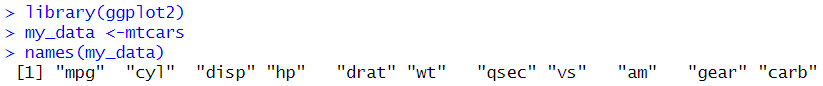 > library(ggplot2)
> my_data <-mtcars
> names(my_data)
[1] "mpg" "cyl" "disp" "hp" "drat" "wt" "qsec" "vs" "am" "gear" "carb"